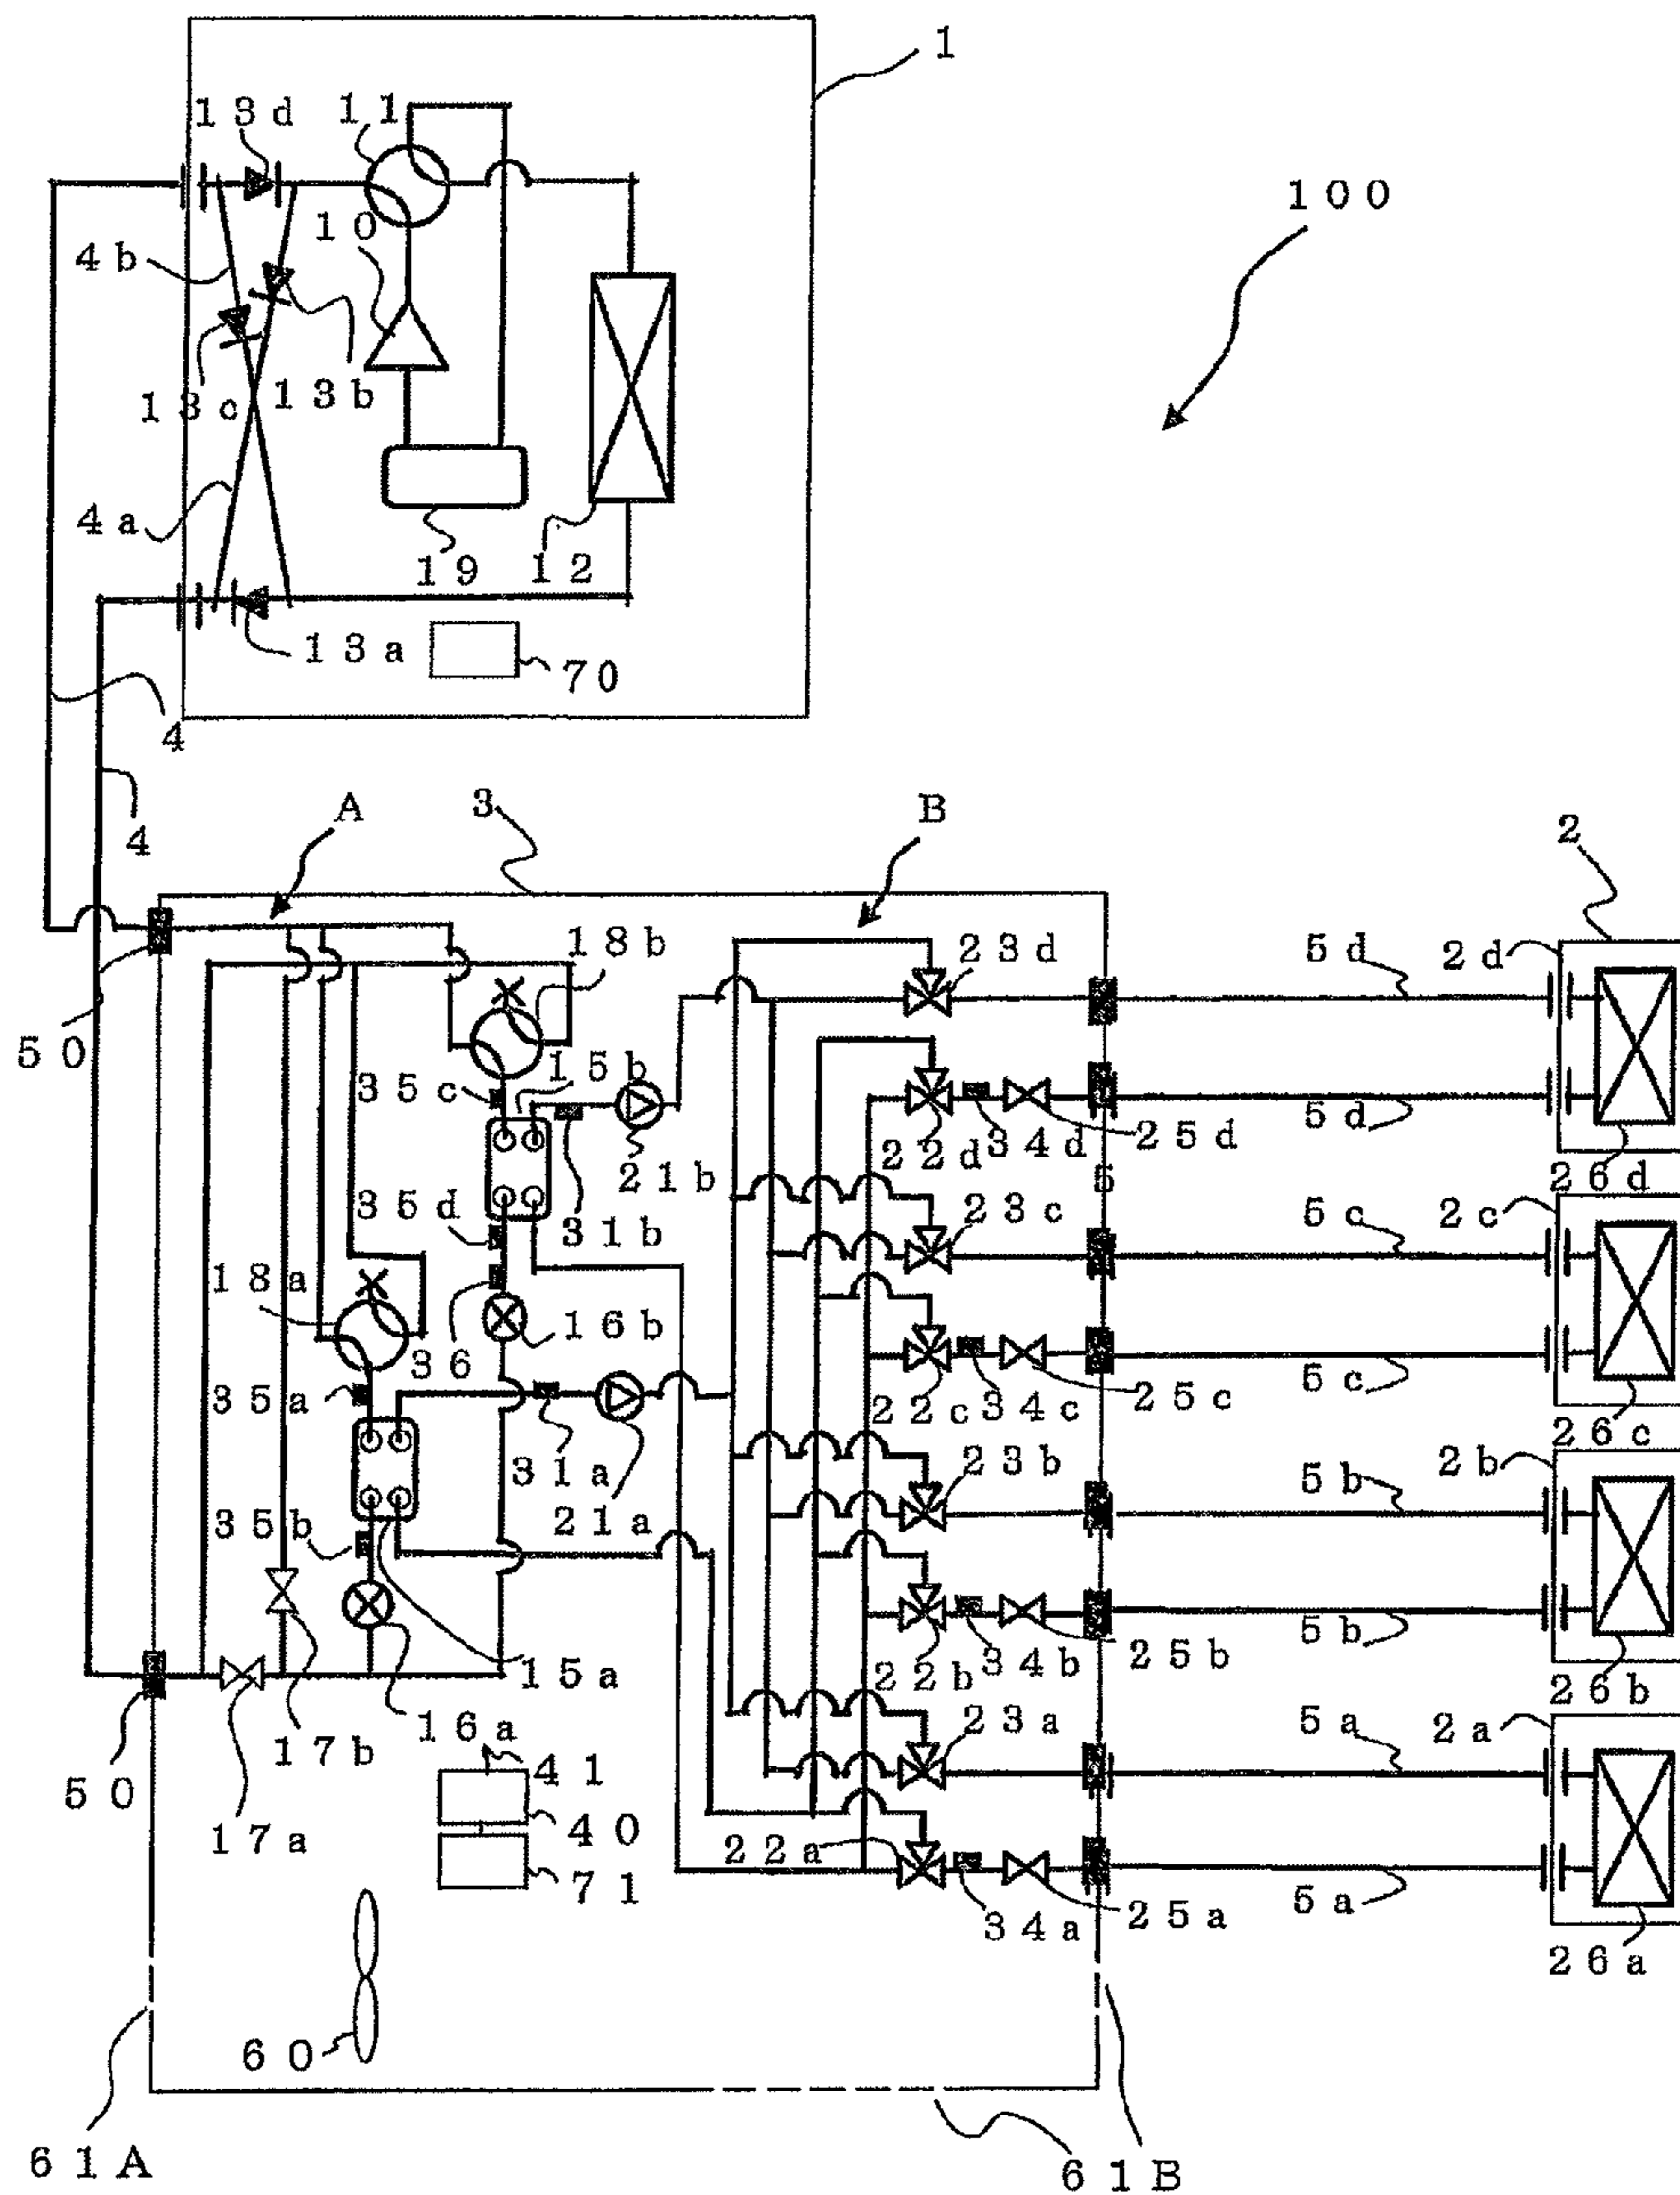 1
13d
11
100
10
4b
13c
13b
4a
19
12
13a
70
4
4
A
3
B
2
18b
23d
5d
2d
50
15b
35c
21b
22d
34d
25d
5d
26d
35d
31b
5
23c
5c
2c
18a
36
16b
35a
22c
34c
25c
5c
26c
31a
23b
5b
2b
35b
21a
15a
22b
34b
25b
5b
26b
16a
17b
23a
5a
2a
50
41
17a
40
22a
71
34a
25a
5a
26a
60
61A
61B